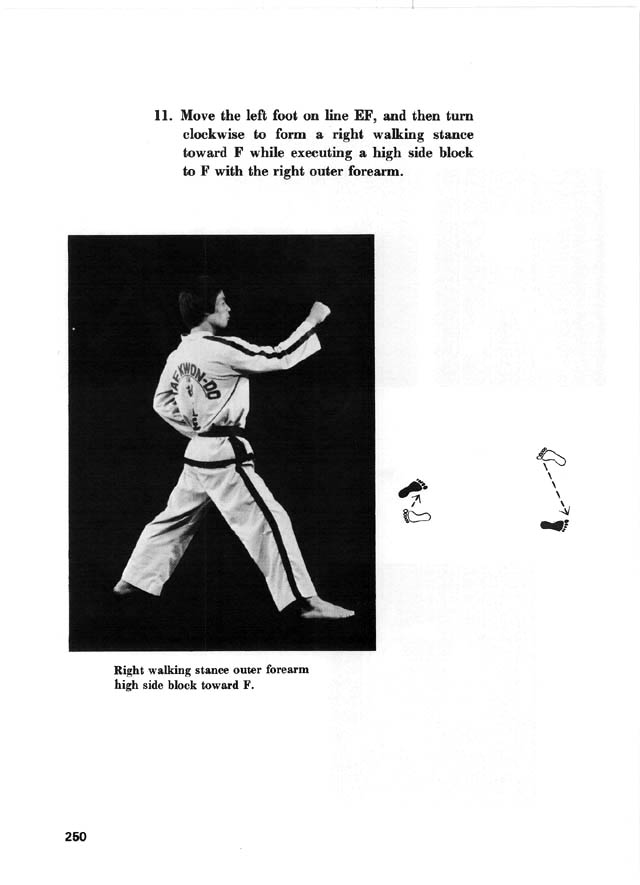 11. Move the left foot on line EF, and then turn
clockwise to form a right walking stance
toward F while executing a high side block
to F with the right outer forearm.
TAEKWON-DO
Right walking stance outer forearm
high side block toward F.
250